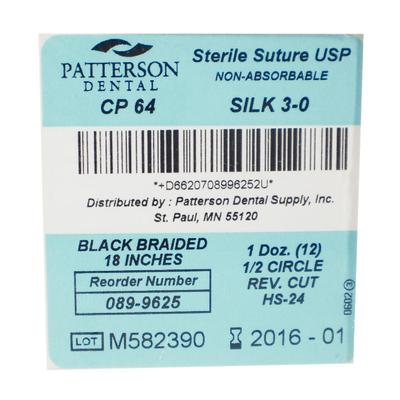 PATTERSON
DENTAL
CP 64
Sterile Suture USP
NON-ABSORBABLE
SILK 3-0
*+D6620708996252U*
Distributed by : Patterson Dental Supply, Inc.
St. Paul, MN 55120
BLACK BRAIDED
18 INCHES
Reorder Number
089-9625
1 Doz. (12)
1/2 CIRCLE
REV. CUT
HS-24
0602 3
LOT M582390
2016 - 01